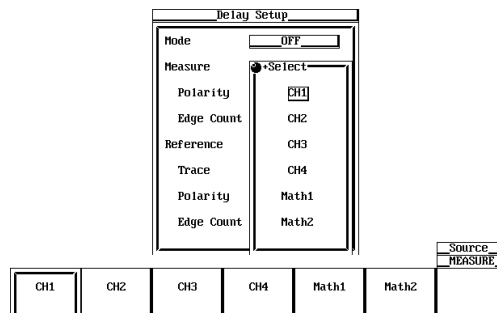 Delay Setup
Mode OFF
Measure +Select
Polarity CH1
Edge Count CH2
Reference CH3
Trace CH4
Polarity Math1
Edge Count Math2
Source
MEASURE
CH1 CH2 CH3 CH4 Math1 Math2